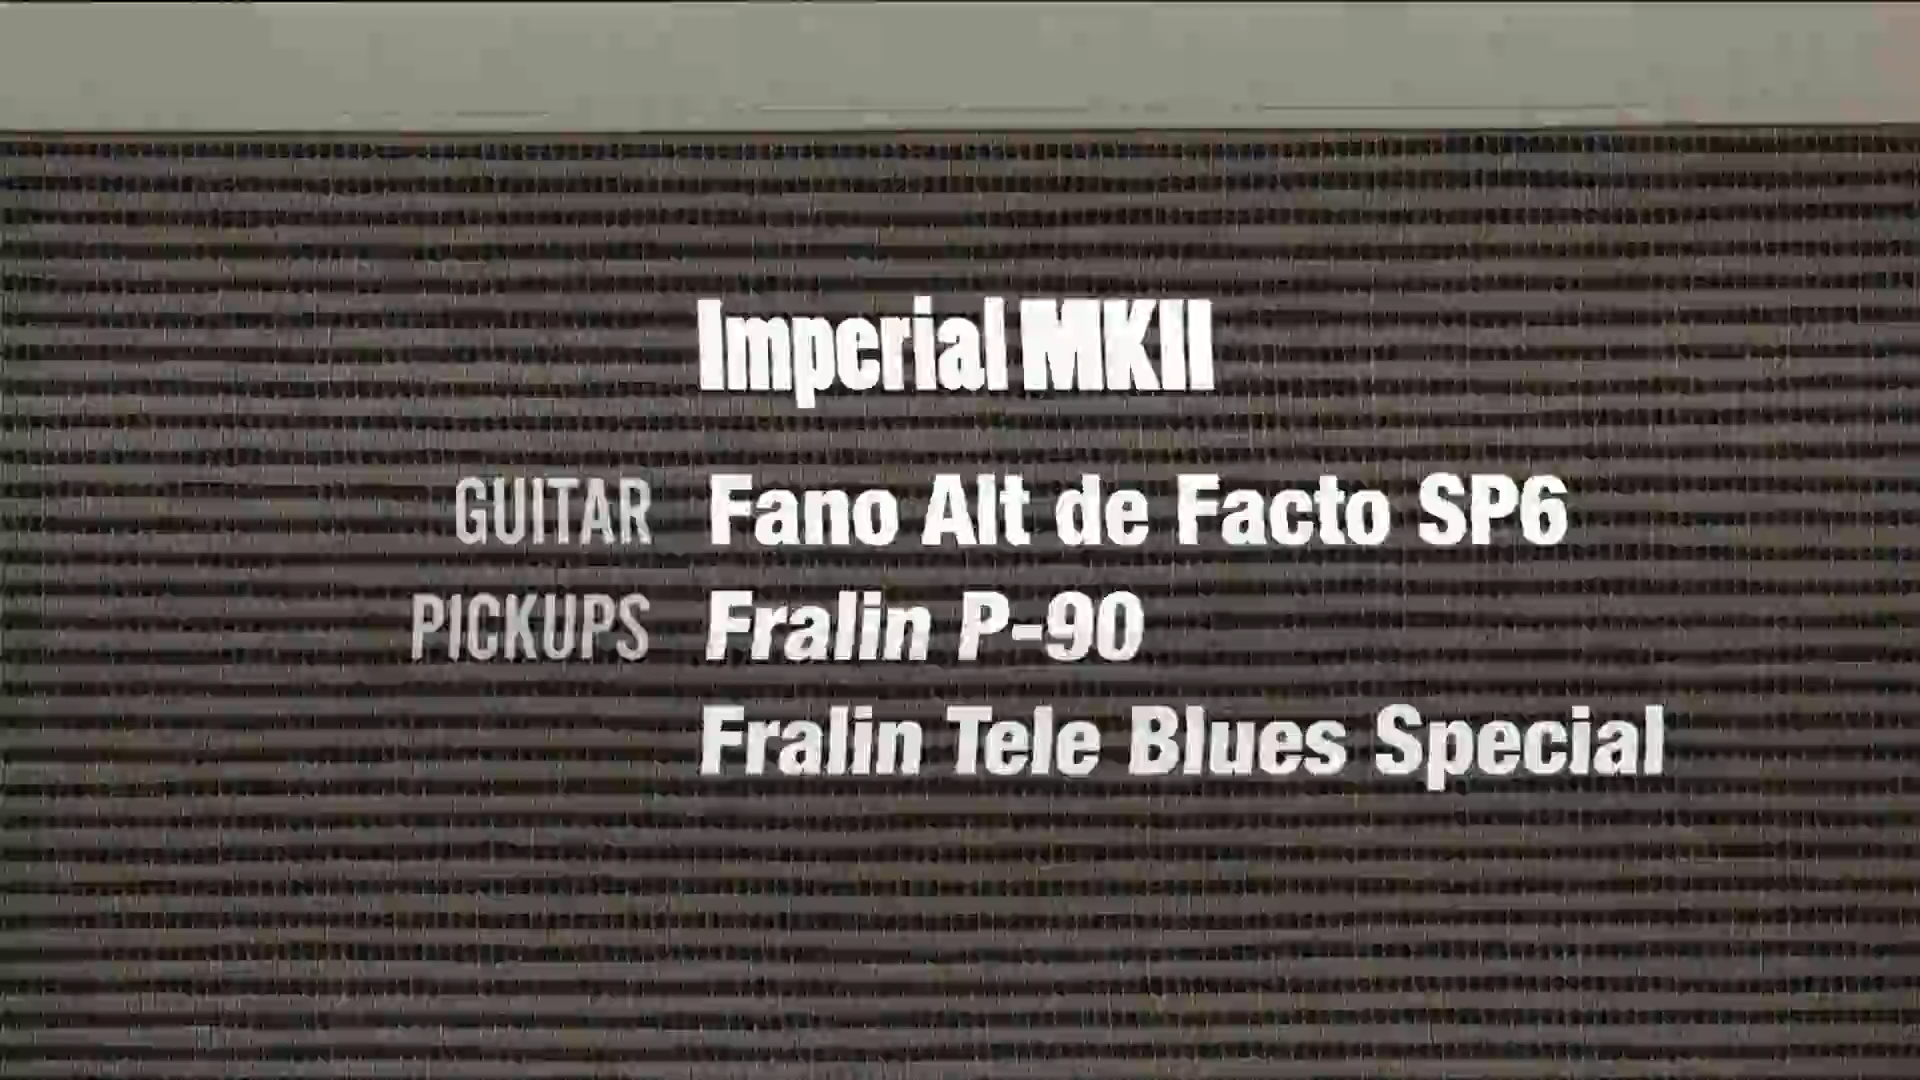 Imperial MKII
GUITAR Fano Alt de Facto SP6
PICKUPS Fralin P-90
Fralin Tele Blues Special